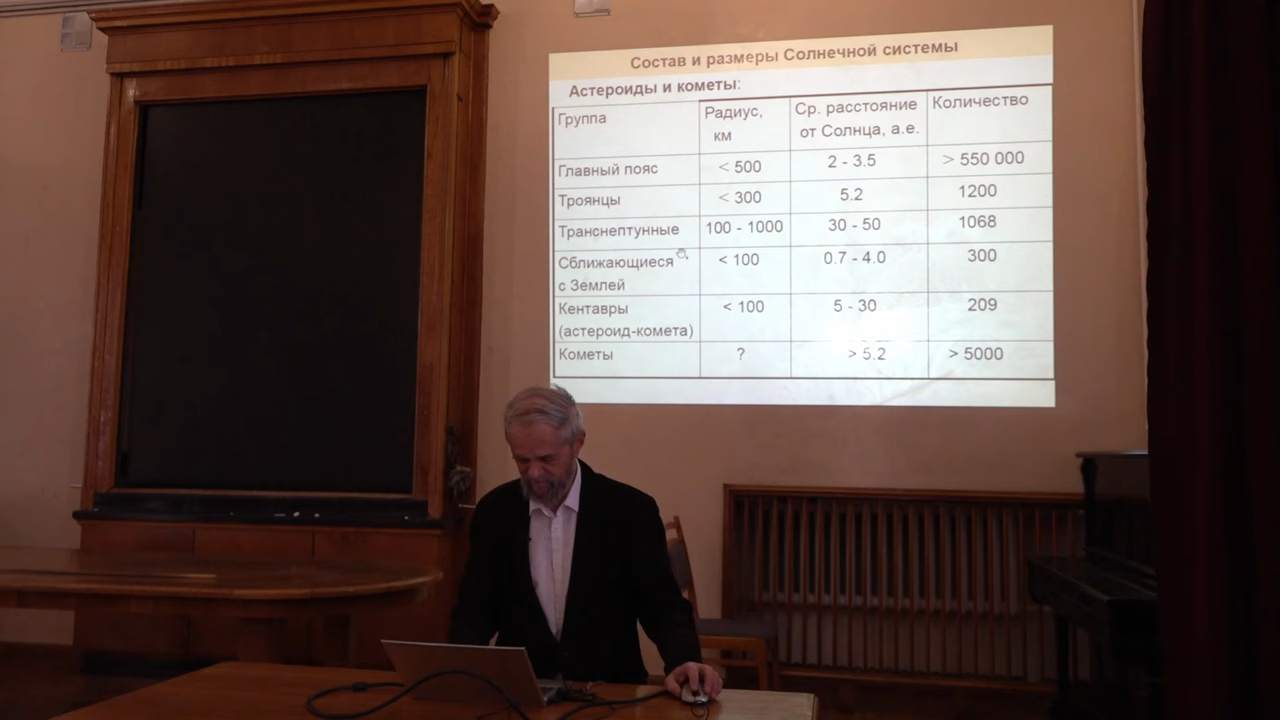 Состав и размеры Солнечной системы
Астероиды и кометы:
Группа Радиус, км Ср. расстояние от Солнца, а.е. Количество
Главный пояс < 500 2 - 3.5 > 550 000
Троянцы < 300 5.2 1200
Транснептунные 100 - 1000 30 - 50 1068
Сближающиеся с Землей < 100 0.7 - 4.0 300
Кентавры (астероид-комета) < 100 5 - 30 209
Кометы ? > 5.2 > 5000